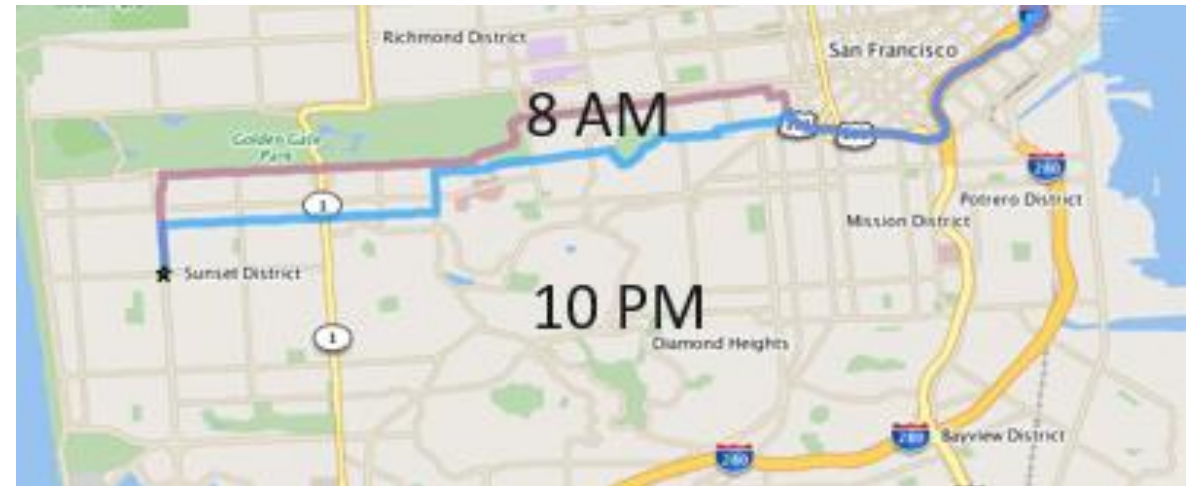 Richmond District
San Francisco
8 AM
Golden Gate
Park
280
1
Potrero District
Mission District
Sunset District
10 PM
1
Diamond Heights
280
Bayview District
280